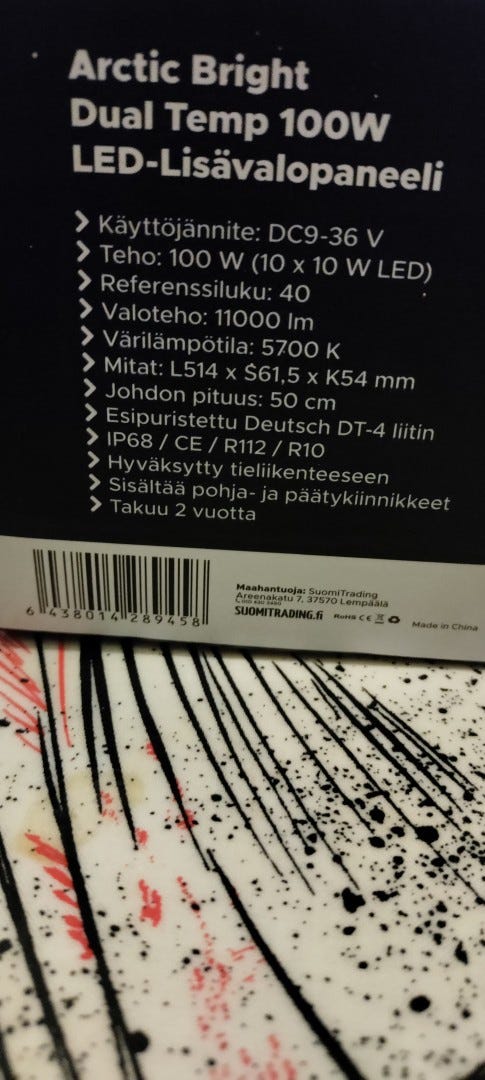 Arctic Bright
Dual Temp 100W
LED-Lisävalopaneeli
Käyttöjännite: DC9-36 V
Teho: 100 W (10 x 10 W LED)
Referenssiluku: 40
Valoteho: 11000 lm
Värilämpötila: 5700 K
Mitat: L514 x S61,5 x K54 mm
Johdon pituus: 50 cm
Esipuristettu Deutsch DT-4 liitin
IP68 / CE / R112 / R10
Hyväksytty tieliikenteeseen
Sisältää pohja- ja päätykiinnikkeet
Takuu 2 vuotta
6 438014 289458
Maahantuoja: SuomiTrading
Areenakatu 7, 37570 Lempäälä
SUOMITRADING.fi
RoHS CE
Made in China